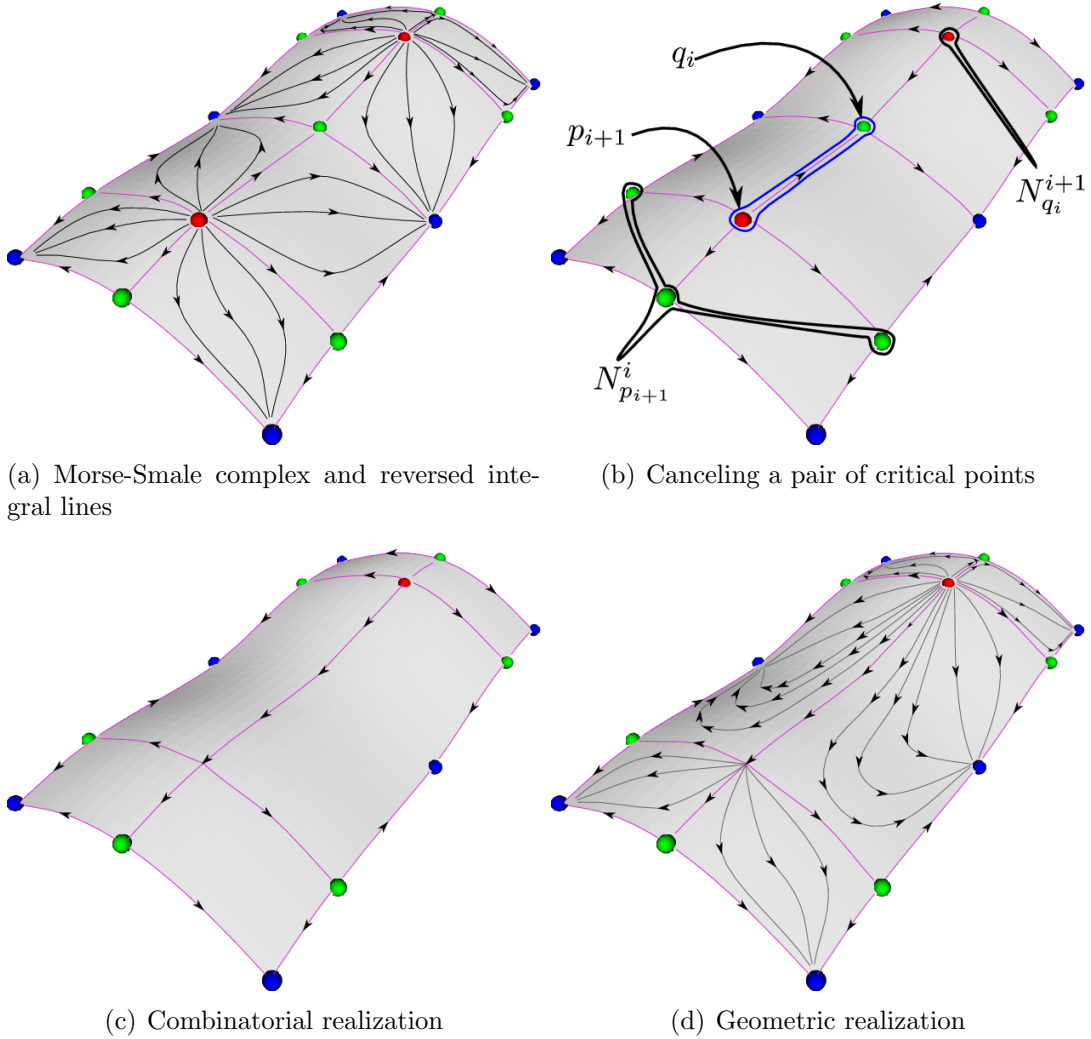 q_i
p_{i+1}
N^{i+1}_{q_i}
N^i_{p_{i+1}}
(a) Morse-Smale complex and reversed inte-
gral lines
(b) Canceling a pair of critical points
(c) Combinatorial realization
(d) Geometric realization